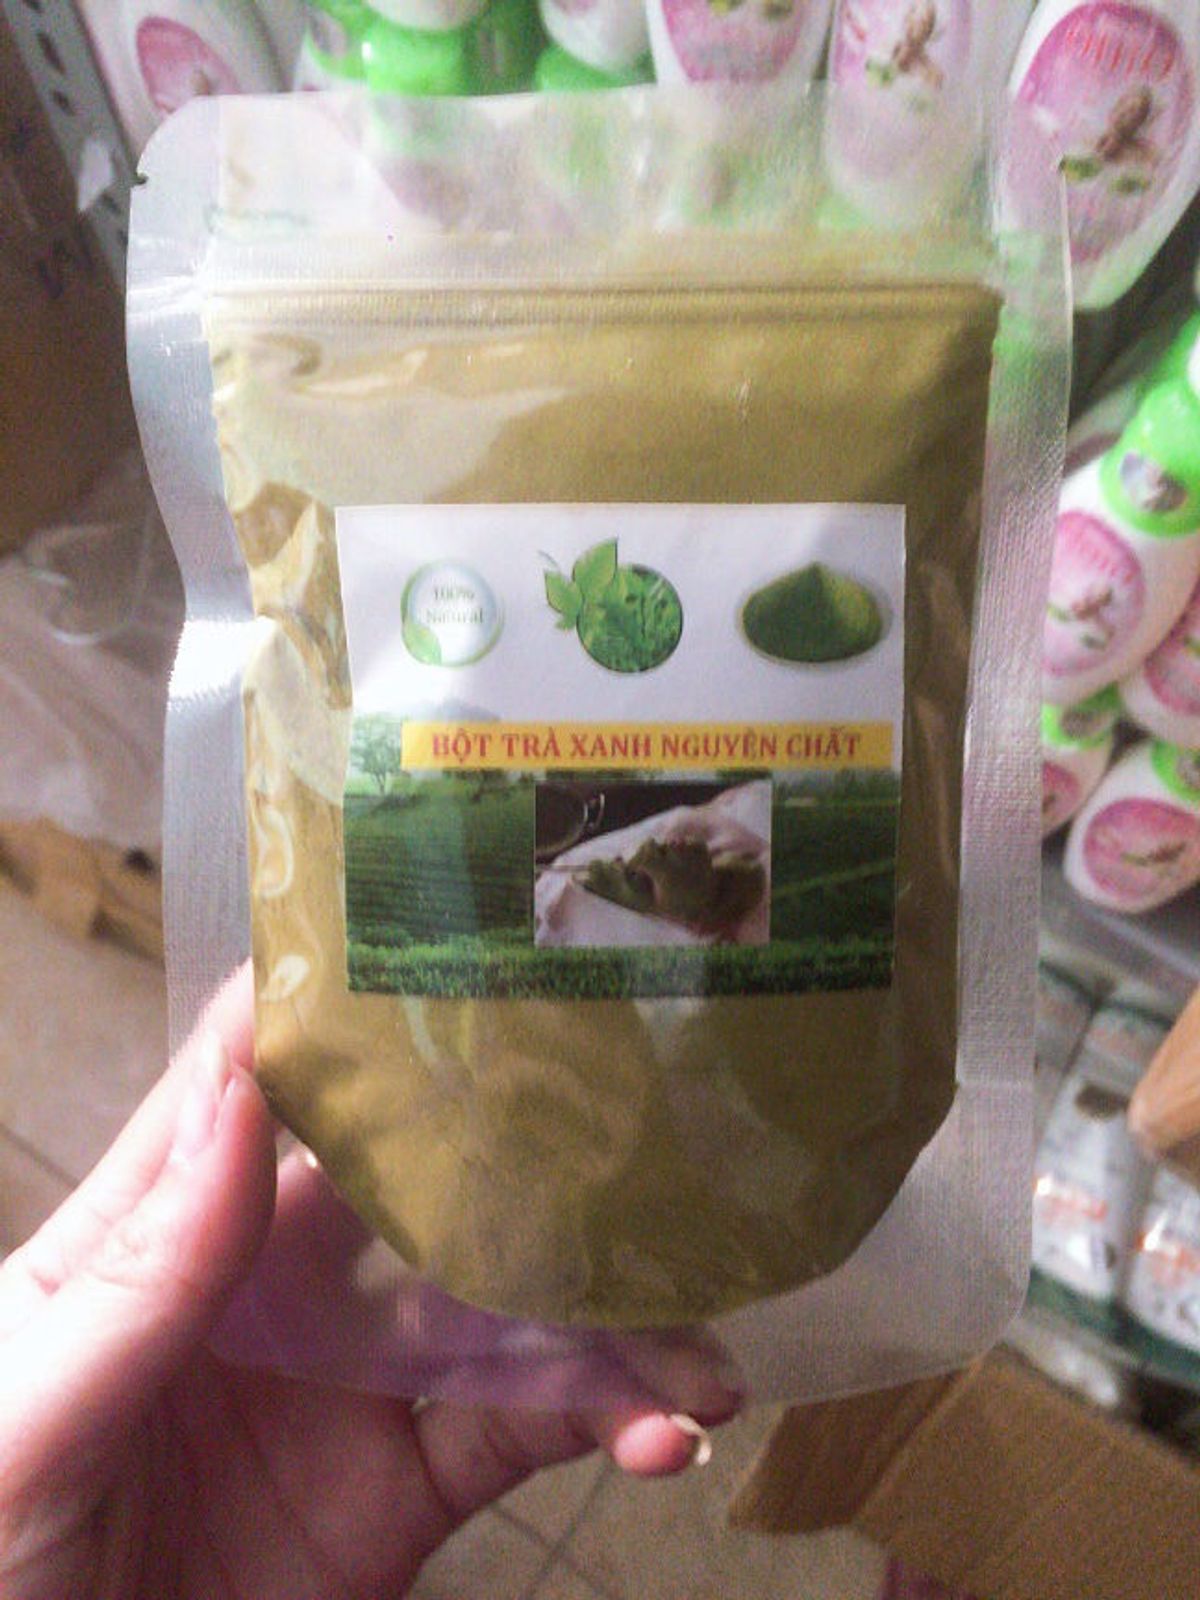 100%
Natural
BỘT TRÀ XANH NGUYÊN CHẤT